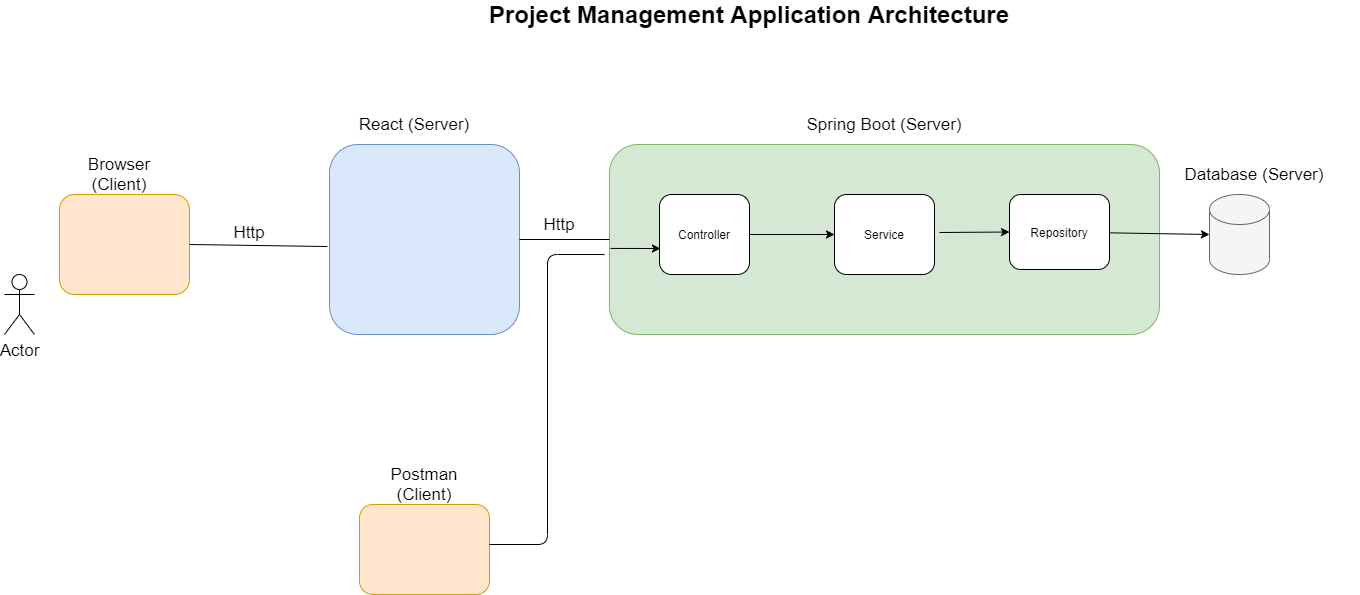 Project Management Application Architecture
React (Server)
Spring Boot (Server)
Browser
(Client)
Database (Server)
Http
Http
Controller
Service
Repository
Actor
Postman
(Client)